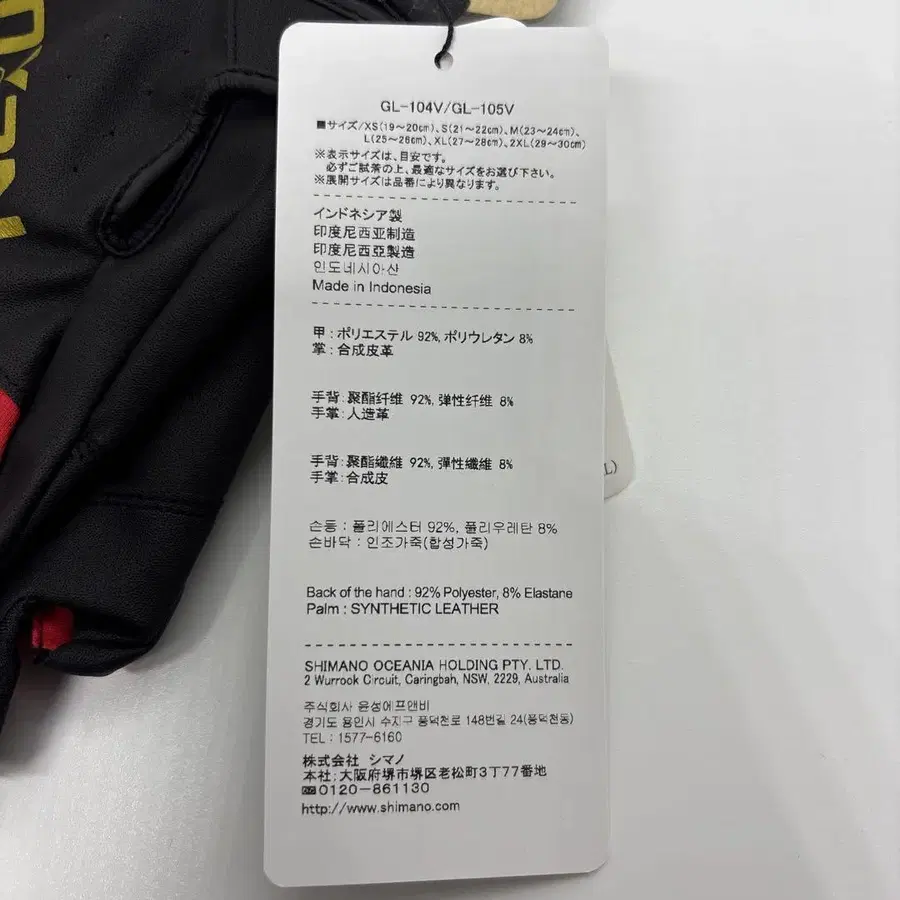 GL-104V/GL-105V
■サイズ/XS(19~20cm)、S(21~22cm)、M(23~24cm)、
L(25~26cm)、XL(27~28cm)、2XL(29~30cm)
※表示サイズは、目安です。
必ずご試着の上、最適なサイズをお選び下さい。
※展開サイズは品番により異なります。
インドネシア製
印度尼西亚制造
印度尼西亞製造
인도네시아산
Made in Indonesia
甲:ポリエステル 92%, ポリウレタン 8%
掌:合成皮革
手背:聚酯纤维 92%, 弹性纤维 8%
手掌:人造革
手背:聚酯纖維 92%, 彈性纖維 8%
手掌:合成皮
손등 : 폴리에스터 92%, 폴리우레탄 8%
손바닥 : 인조가죽(합성가죽)
Back of the hand : 92% Polyester, 8% Elastane
Palm : SYNTHETIC LEATHER
SHIMANO OCEANIA HOLDING PTY. LTD.
2 Wurrook Circuit, Caringbah, NSW, 2229, Australia
주식회사 윤성에프앤비
경기도 용인시 수지구 풍덕천로 148번길 24(풍덕천동)
TEL : 1577-6160
株式会社 シマノ
本社:大阪府堺市堺区老松町3丁77番地
0120-861130
http://www.shimano.com
L)